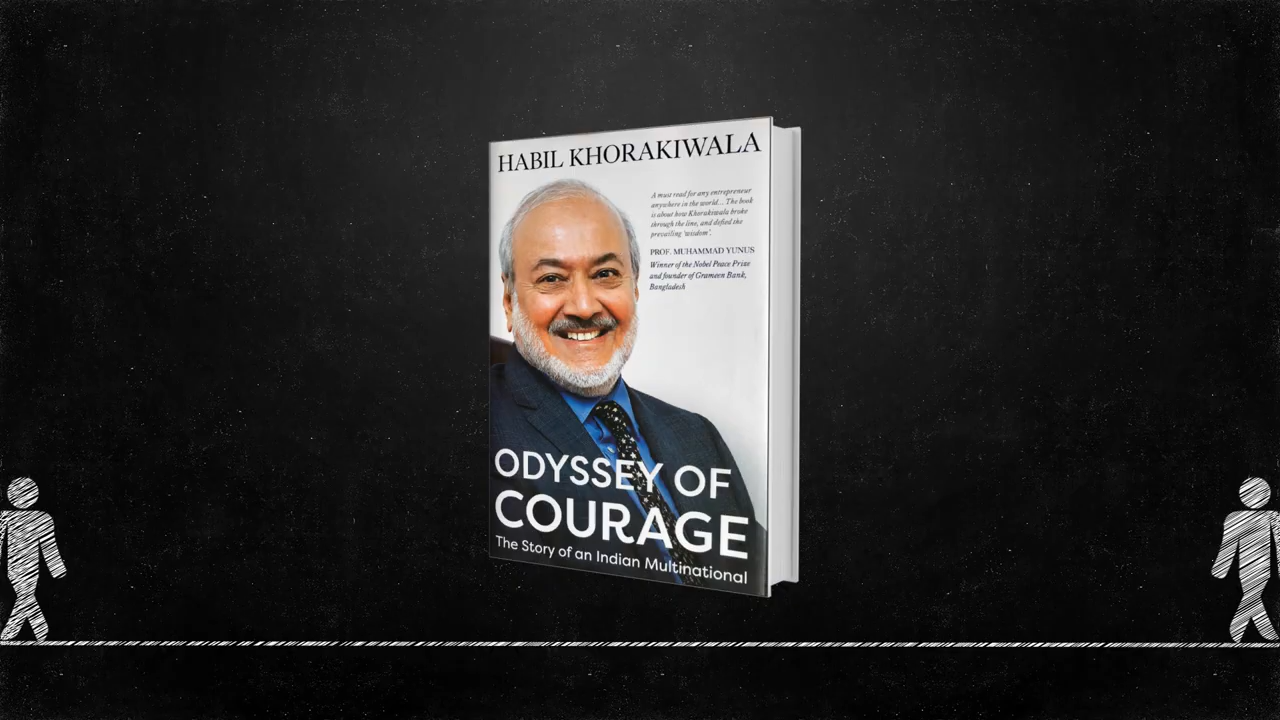 HABIL KHORAKIWALA
A must read for any entrepreneur
anywhere in the world... The book
is about how Khorakiwala broke
through the line, and defied the
prevailing 'wisdom'.
PROF. MUHAMMAD YUNUS
Winner of the Nobel Peace Prize
and founder of Grameen Bank,
Bangladesh
ODYSSEY OF
COURAGE
The Story of an Indian Multinational